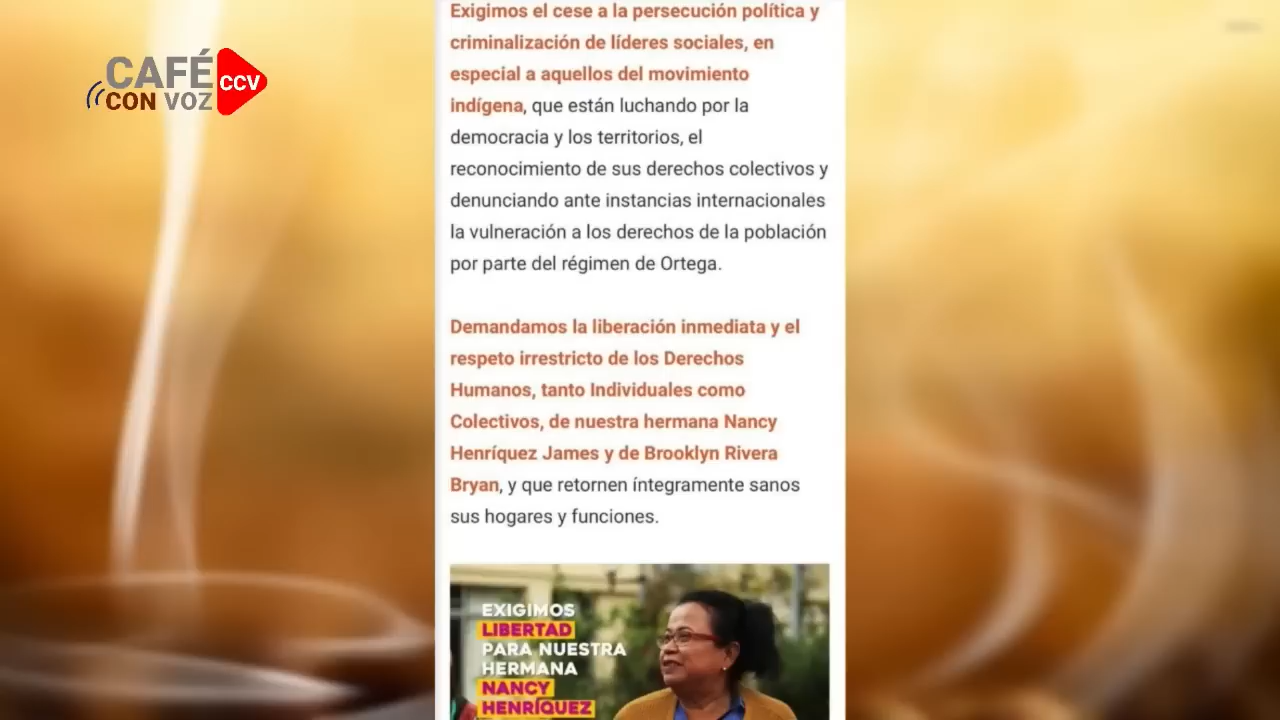 CAFÉ
CON VOZ
CCV
Exigimos el cese a la persecución política y
criminalización de líderes sociales, en
especial a aquellos del movimiento
indígena, que están luchando por la
democracia y los territorios, el
reconocimiento de sus derechos colectivos y
denunciando ante instancias internacionales
la vulneración a los derechos de la población
por parte del régimen de Ortega.
Demandamos la liberación inmediata y el
respeto irrestricto de los Derechos
Humanos, tanto Individuales como
Colectivos, de nuestra hermana Nancy
Henríquez James y de Brooklyn Rivera
Bryan, y que retornen íntegramente sanos
sus hogares y funciones.
EXIGIMOS
LIBERTAD
PARA NUESTRA
HERMANA
NANCY
HENRÍQUEZ